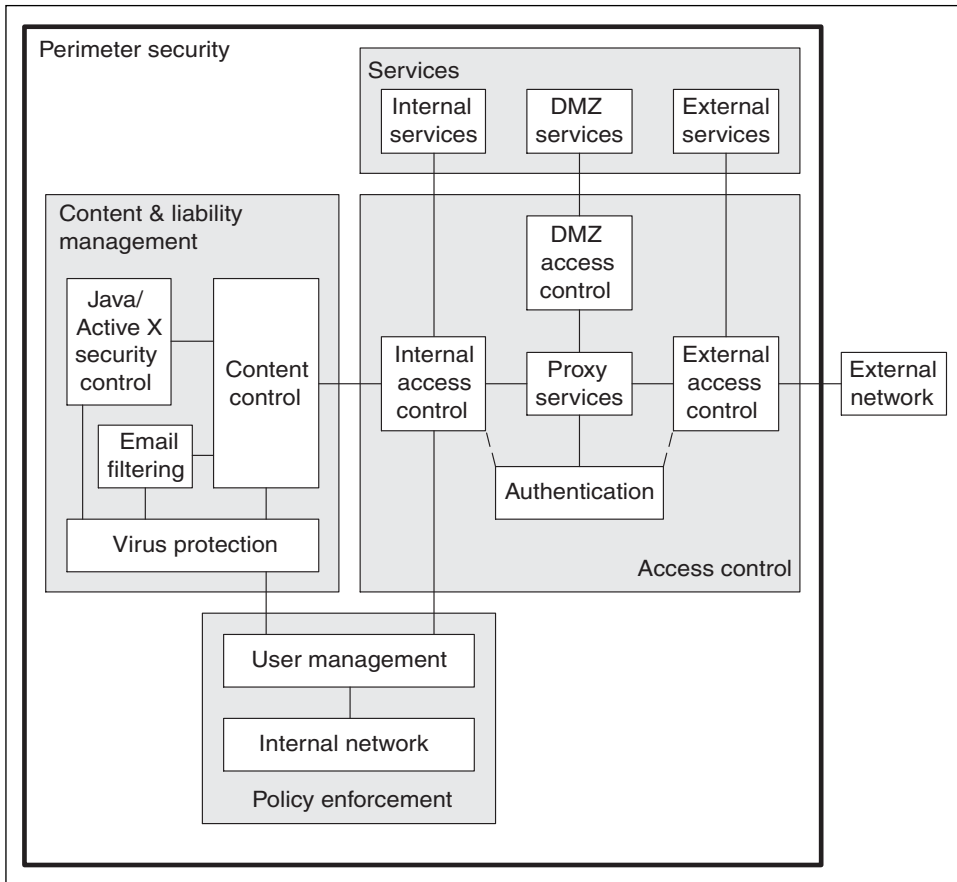 Perimeter security
Services
Internal
services
DMZ
services
External
services
Content & liability
management
Java/
Active X
security
control
Content
control
Email
filtering
Virus protection
DMZ
access
control
Internal
access
control
Proxy
services
External
access
control
External
network
Authentication
Access control
User management
Internal network
Policy enforcement